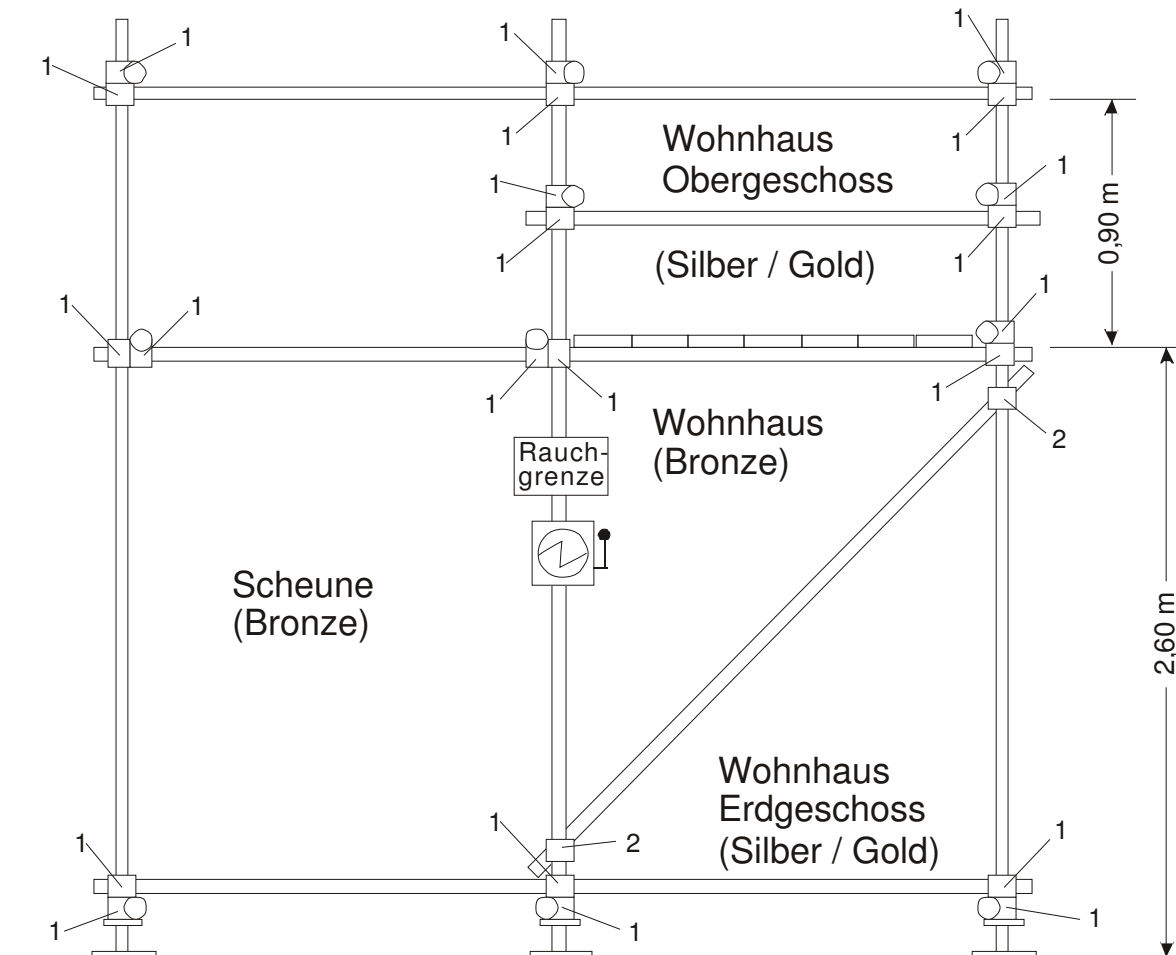 1
1
1
1
1
1
1
1
Wohnhaus
Obergeschoss
1
1
1
1
0,90 m
(Silber / Gold)
1
1
1
1
1
1
1
Wohnhaus
(Bronze)
2
Rauch-
grenze
Scheune
(Bronze)
2,60 m
Wohnhaus
Erdgeschoss
(Silber / Gold)
1
1
1
2
1
1
1